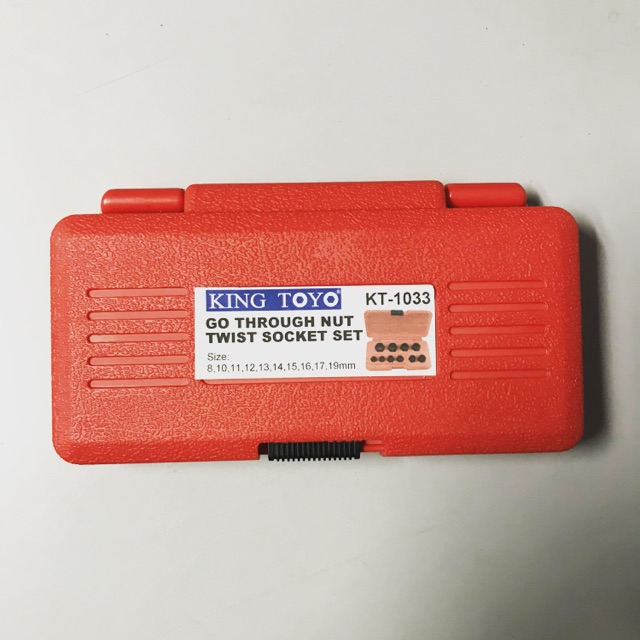 KING TOYO®
KT-1033
GO THROUGH NUT
TWIST SOCKET SET
Size:
8,10,11,12,13,14,15,16,17,19mm